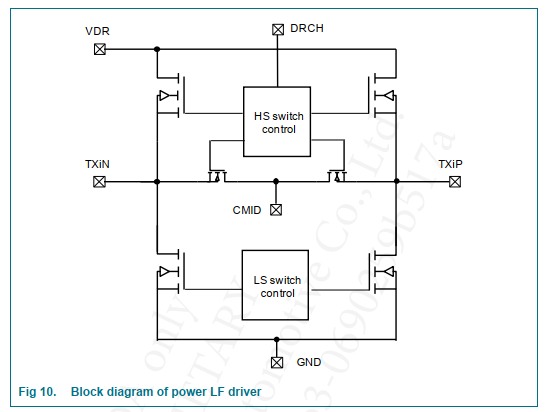 VDR
DRCH
HS switch
control
TXiN
TXiP
CMID
LS switch
control
GND
Fig 10. Block diagram of power LF driver